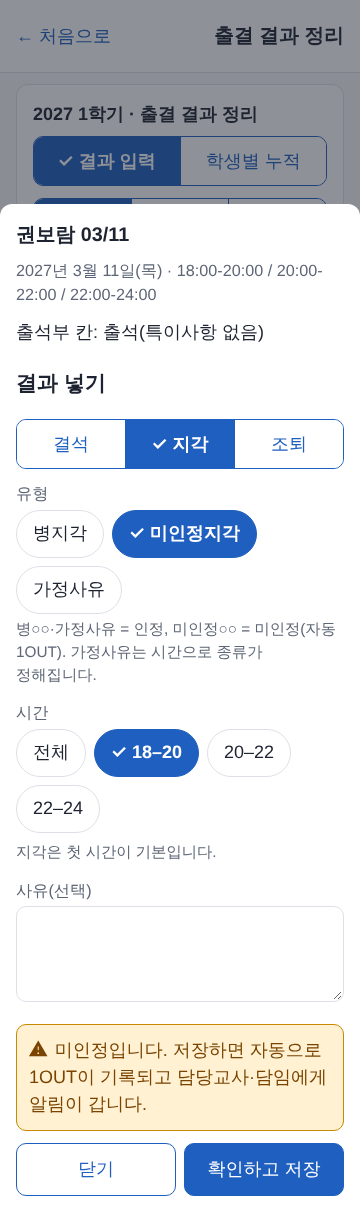 ← 처음으로
출결 결과 정리
2027 1학기 · 출결 결과 정리
✓ 결과 입력
학생별 누적
권보람 03/11
2027년 3월 11일(목) · 18:00-20:00 / 20:00-
22:00 / 22:00-24:00
출석부 칸: 출석(특이사항 없음)
결과 넣기
결석
✓ 지각
조퇴
유형
병지각
✓ 미인정지각
가정사유
병○○·가정사유 = 인정, 미인정○○ = 미인정(자동
1OUT). 가정사유는 시간으로 종류가
정해집니다.
시간
전체
✓ 18–20
20–22
22–24
지각은 첫 시간이 기본입니다.
사유(선택)
⚠ 미인정입니다. 저장하면 자동으로
1OUT이 기록되고 담당교사·담임에게
알림이 갑니다.
닫기
확인하고 저장